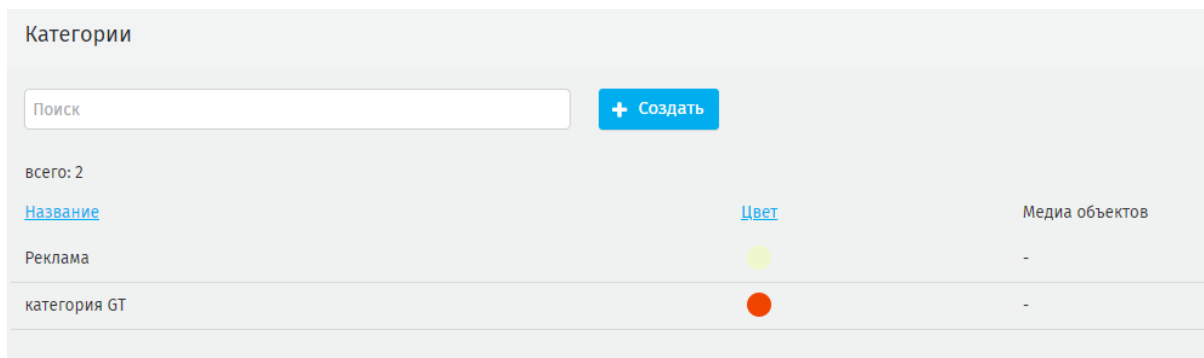 Категории
Поиск
+ Создать
всего: 2
Название Цвет Медиа объектов
Реклама -
категория GT -